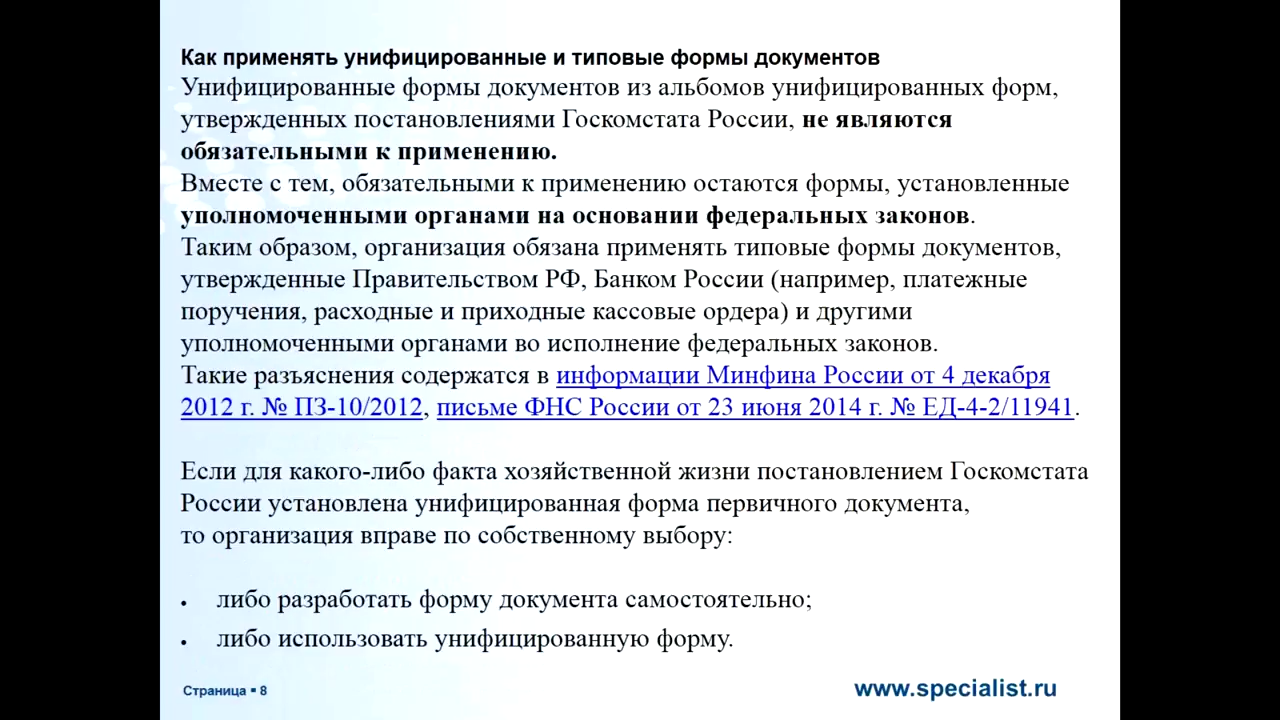 Как применять унифицированные и типовые формы документов
Унифицированные формы документов из альбомов унифицированных форм,
утвержденных постановлениями Госкомстата России, не являются
обязательными к применению.
Вместе с тем, обязательными к применению остаются формы, установленные
уполномоченными органами на основании федеральных законов.
Таким образом, организация обязана применять типовые формы документов,
утвержденные Правительством РФ, Банком России (например, платежные
поручения, расходные и приходные кассовые ордера) и другими
уполномоченными органами во исполнение федеральных законов.
Такие разъяснения содержатся в информации Минфина России от 4 декабря
2012 г. № ПЗ-10/2012, письме ФНС России от 23 июня 2014 г. № ЕД-4-2/11941.
Если для какого-либо факта хозяйственной жизни постановлением Госкомстата
России установлена унифицированная форма первичного документа,
то организация вправе по собственному выбору:
• либо разработать форму документа самостоятельно;
• либо использовать унифицированную форму.
Страница ▪ 8
www.specialist.ru